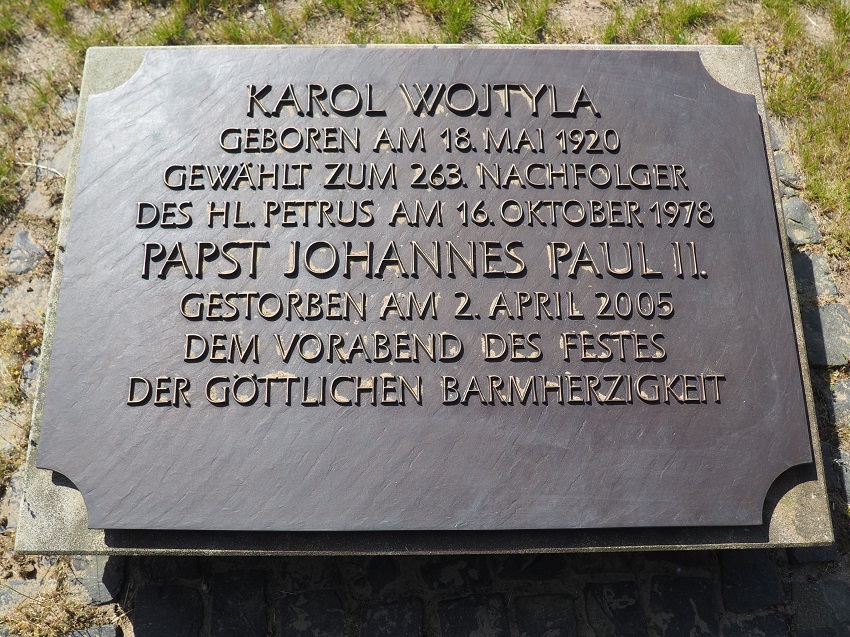 KAROL WOJTYLA
GEBOREN AM 18. MAI 1920
GEWÄHLT ZUM 263. NACHFOLGER
DES HL. PETRUS AM 16. OKTOBER 1978
PAPST JOHANNES PAUL II.
GESTORBEN AM 2. APRIL 2005
DEM VORABEND DES FESTES
DER GÖTTLICHEN BARMHERZIGKEIT